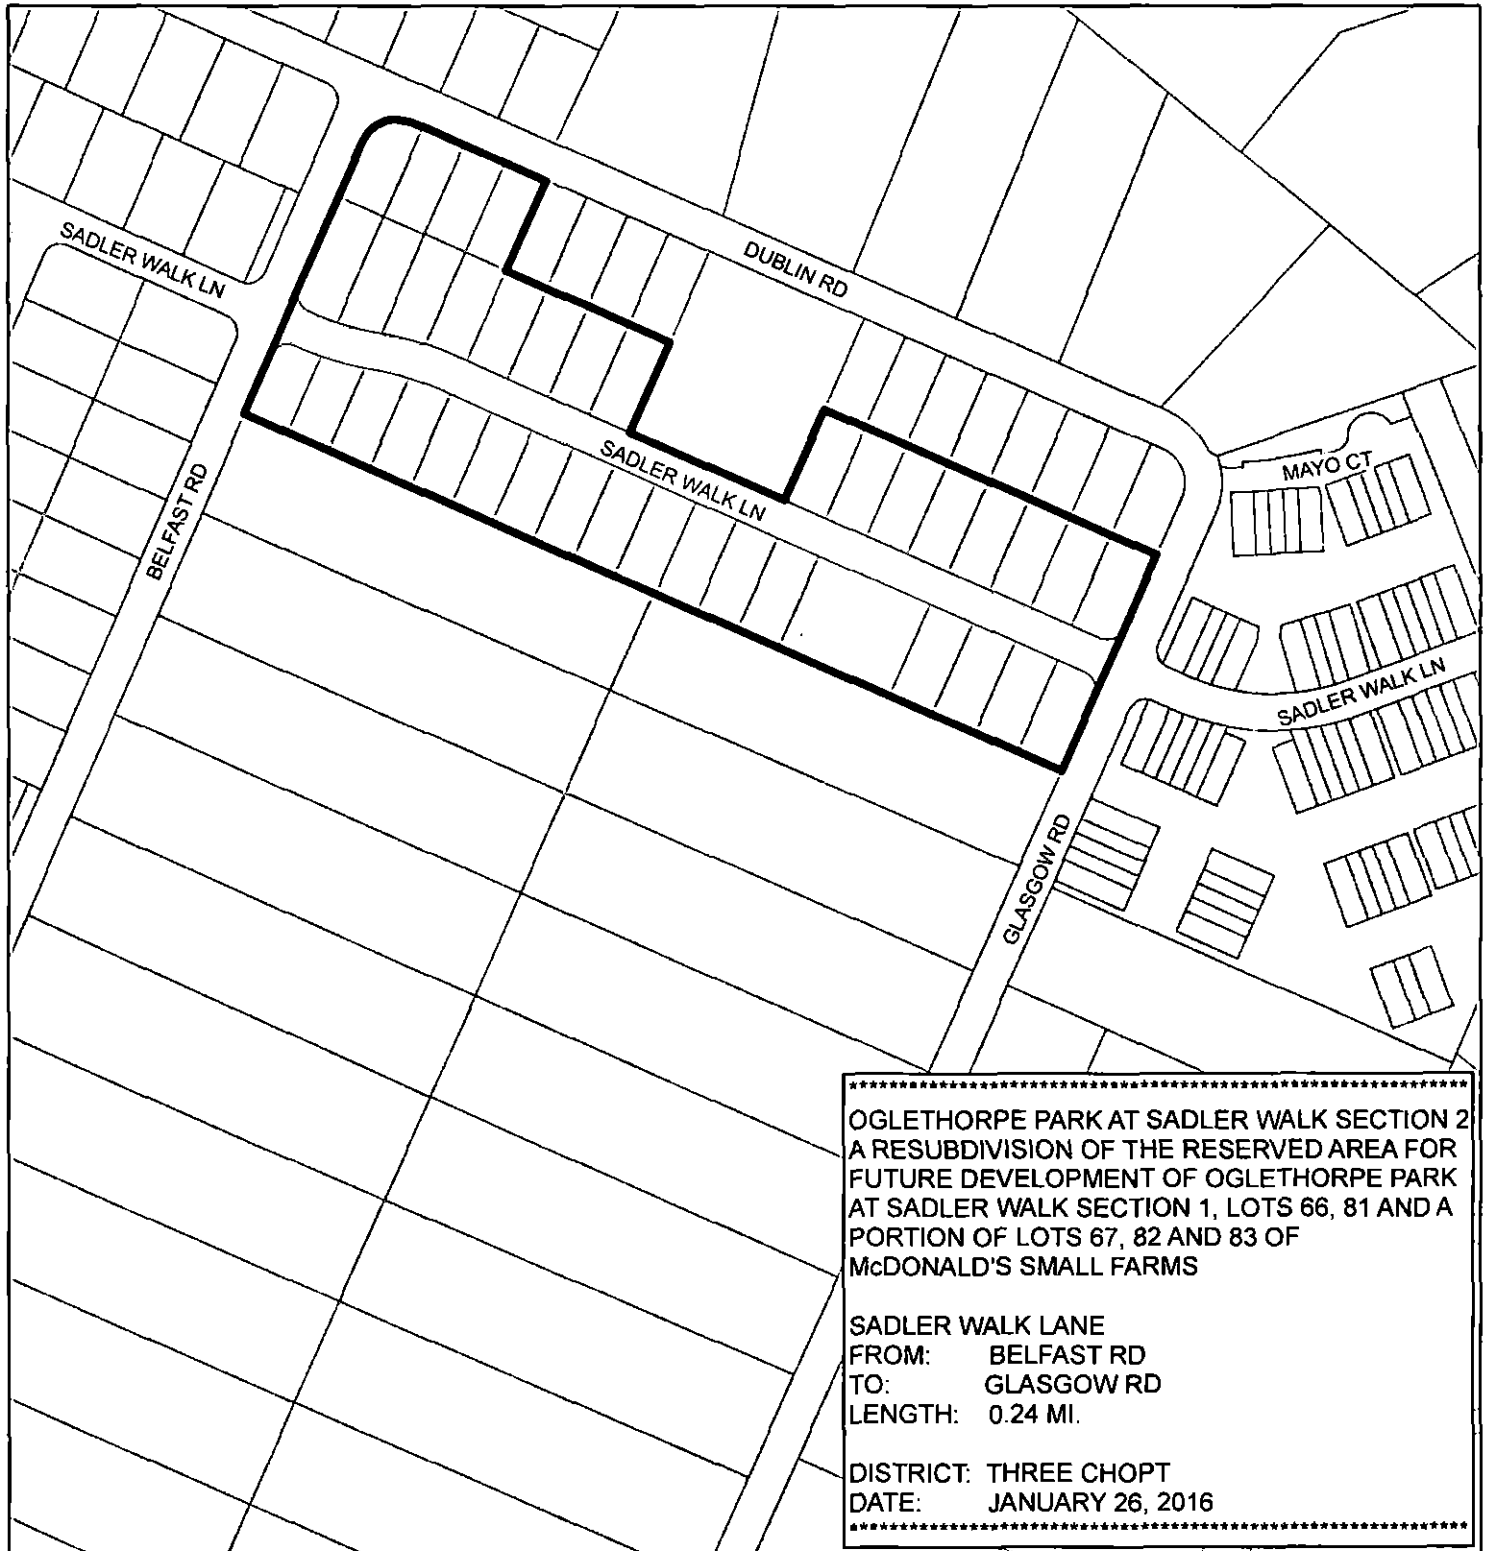 SADLER WALK LN
DUBLIN RD
MAYO CT
SADLER WALK LN
BELFAST RD
SADLER WALK LN
GLASGOW RD
OGLETHORPE PARK AT SADLER WALK SECTION 2
A RESUBDIVISION OF THE RESERVED AREA FOR
FUTURE DEVELOPMENT OF OGLETHORPE PARK
AT SADLER WALK SECTION 1, LOTS 66, 81 AND A
PORTION OF LOTS 67, 82 AND 83 OF
McDONALD'S SMALL FARMS
SADLER WALK LANE
FROM: BELFAST RD
TO: GLASGOW RD
LENGTH: 0.24 MI.
DISTRICT: THREE CHOPT
DATE: JANUARY 26, 2016